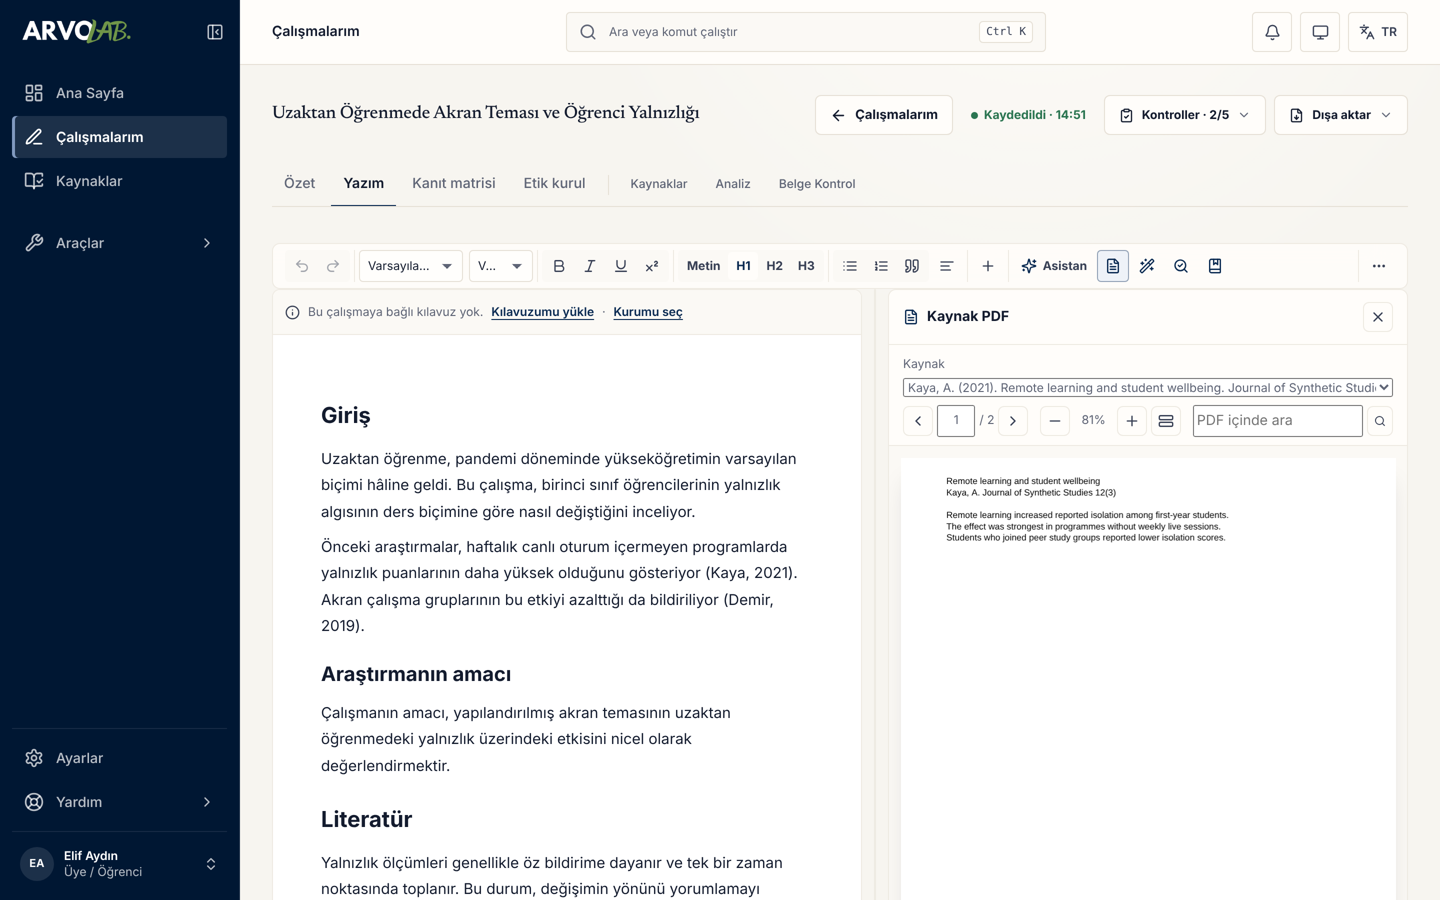 ARVOLAB.
Çalışmalarım
Ara veya komut çalıştır
Ctrl K
TR
Ana Sayfa
Çalışmalarım
Kaynaklar
Araçlar
Ayarlar
Yardım
EA
Elif Aydın
Üye / Öğrenci
Uzaktan Öğrenmede Akran Teması ve Öğrenci Yalnızlığı
Çalışmalarım
Kaydedildi · 14:51
Kontroller · 2/5
Dışa aktar
Özet
Yazım
Kanıt matrisi
Etik kurul
Kaynaklar
Analiz
Belge Kontrol
Varsayıla...
V...
B I U x²
Metin
H1
H2
H3
Asistan
Bu çalışmaya bağlı kılavuz yok. Kılavuzumu yükle · Kurumu seç
Giriş
Uzaktan öğrenme, pandemi döneminde yükseköğretimin varsayılan
biçimi hâline geldi. Bu çalışma, birinci sınıf öğrencilerinin yalnızlık
algısının ders biçimine göre nasıl değiştiğini inceliyor.
Önceki araştırmalar, haftalık canlı oturum içermeyen programlarda
yalnızlık puanlarının daha yüksek olduğunu gösteriyor (Kaya, 2021).
Akran çalışma gruplarının bu etkiyi azalttığı da bildiriliyor (Demir,
2019).
Araştırmanın amacı
Çalışmanın amacı, yapılandırılmış akran temasının uzaktan
öğrenmedeki yalnızlık üzerindeki etkisini nicel olarak
değerlendirmektir.
Literatür
Yalnızlık ölçümleri genellikle öz bildirime dayanır ve tek bir zaman
noktasında toplanır. Bu durum, değişimin yönünü yorumlamayı
Kaynak PDF
Kaynak
Kaya, A. (2021). Remote learning and student wellbeing. Journal of Synthetic Studi
1 / 2
81%
PDF içinde ara
Remote learning and student wellbeing
Kaya, A. Journal of Synthetic Studies 12(3)
Remote learning increased reported isolation among first-year students.
The effect was strongest in programmes without weekly live sessions.
Students who joined peer study groups reported lower isolation scores.